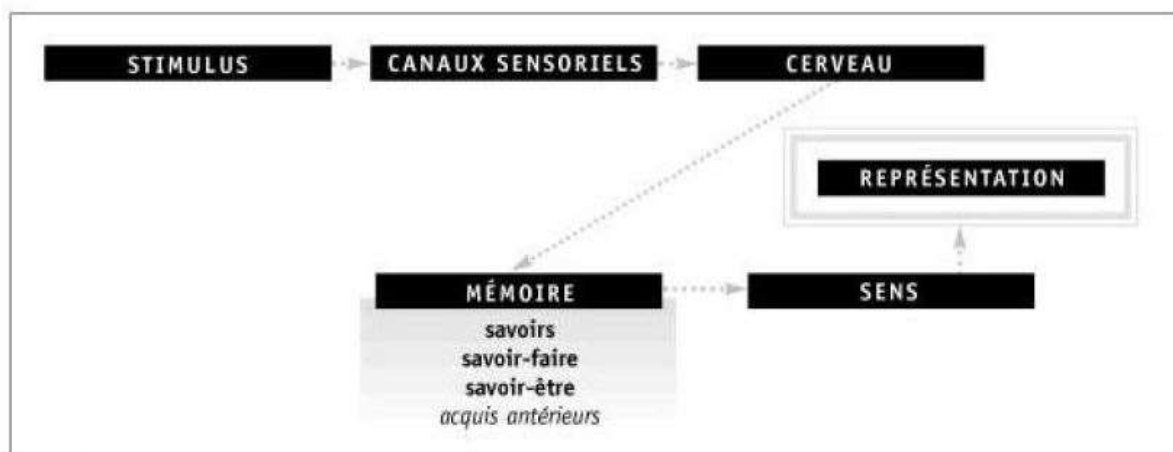 STIMULUS
CANAUX SENSORIELS
CERVEAU
REPRÉSENTATION
MÉMOIRE
SENS
savoirs
savoir-faire
savoir-être
acquis antérieurs